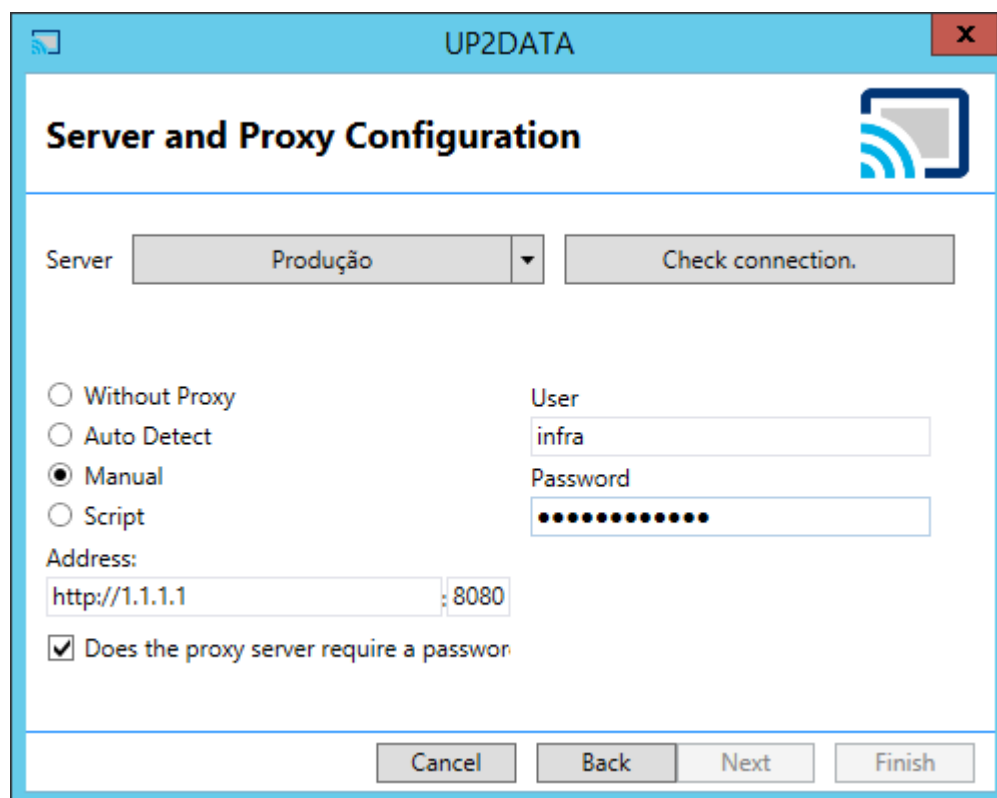 UP2DATA
x
Server and Proxy Configuration
Server Produção Check connection.
Without Proxy
Auto Detect
Manual
Script
User
infra
Password
••••••••••••
Address:
http://1.1.1.1 : 8080
Does the proxy server require a passwor
Cancel Back Next Finish